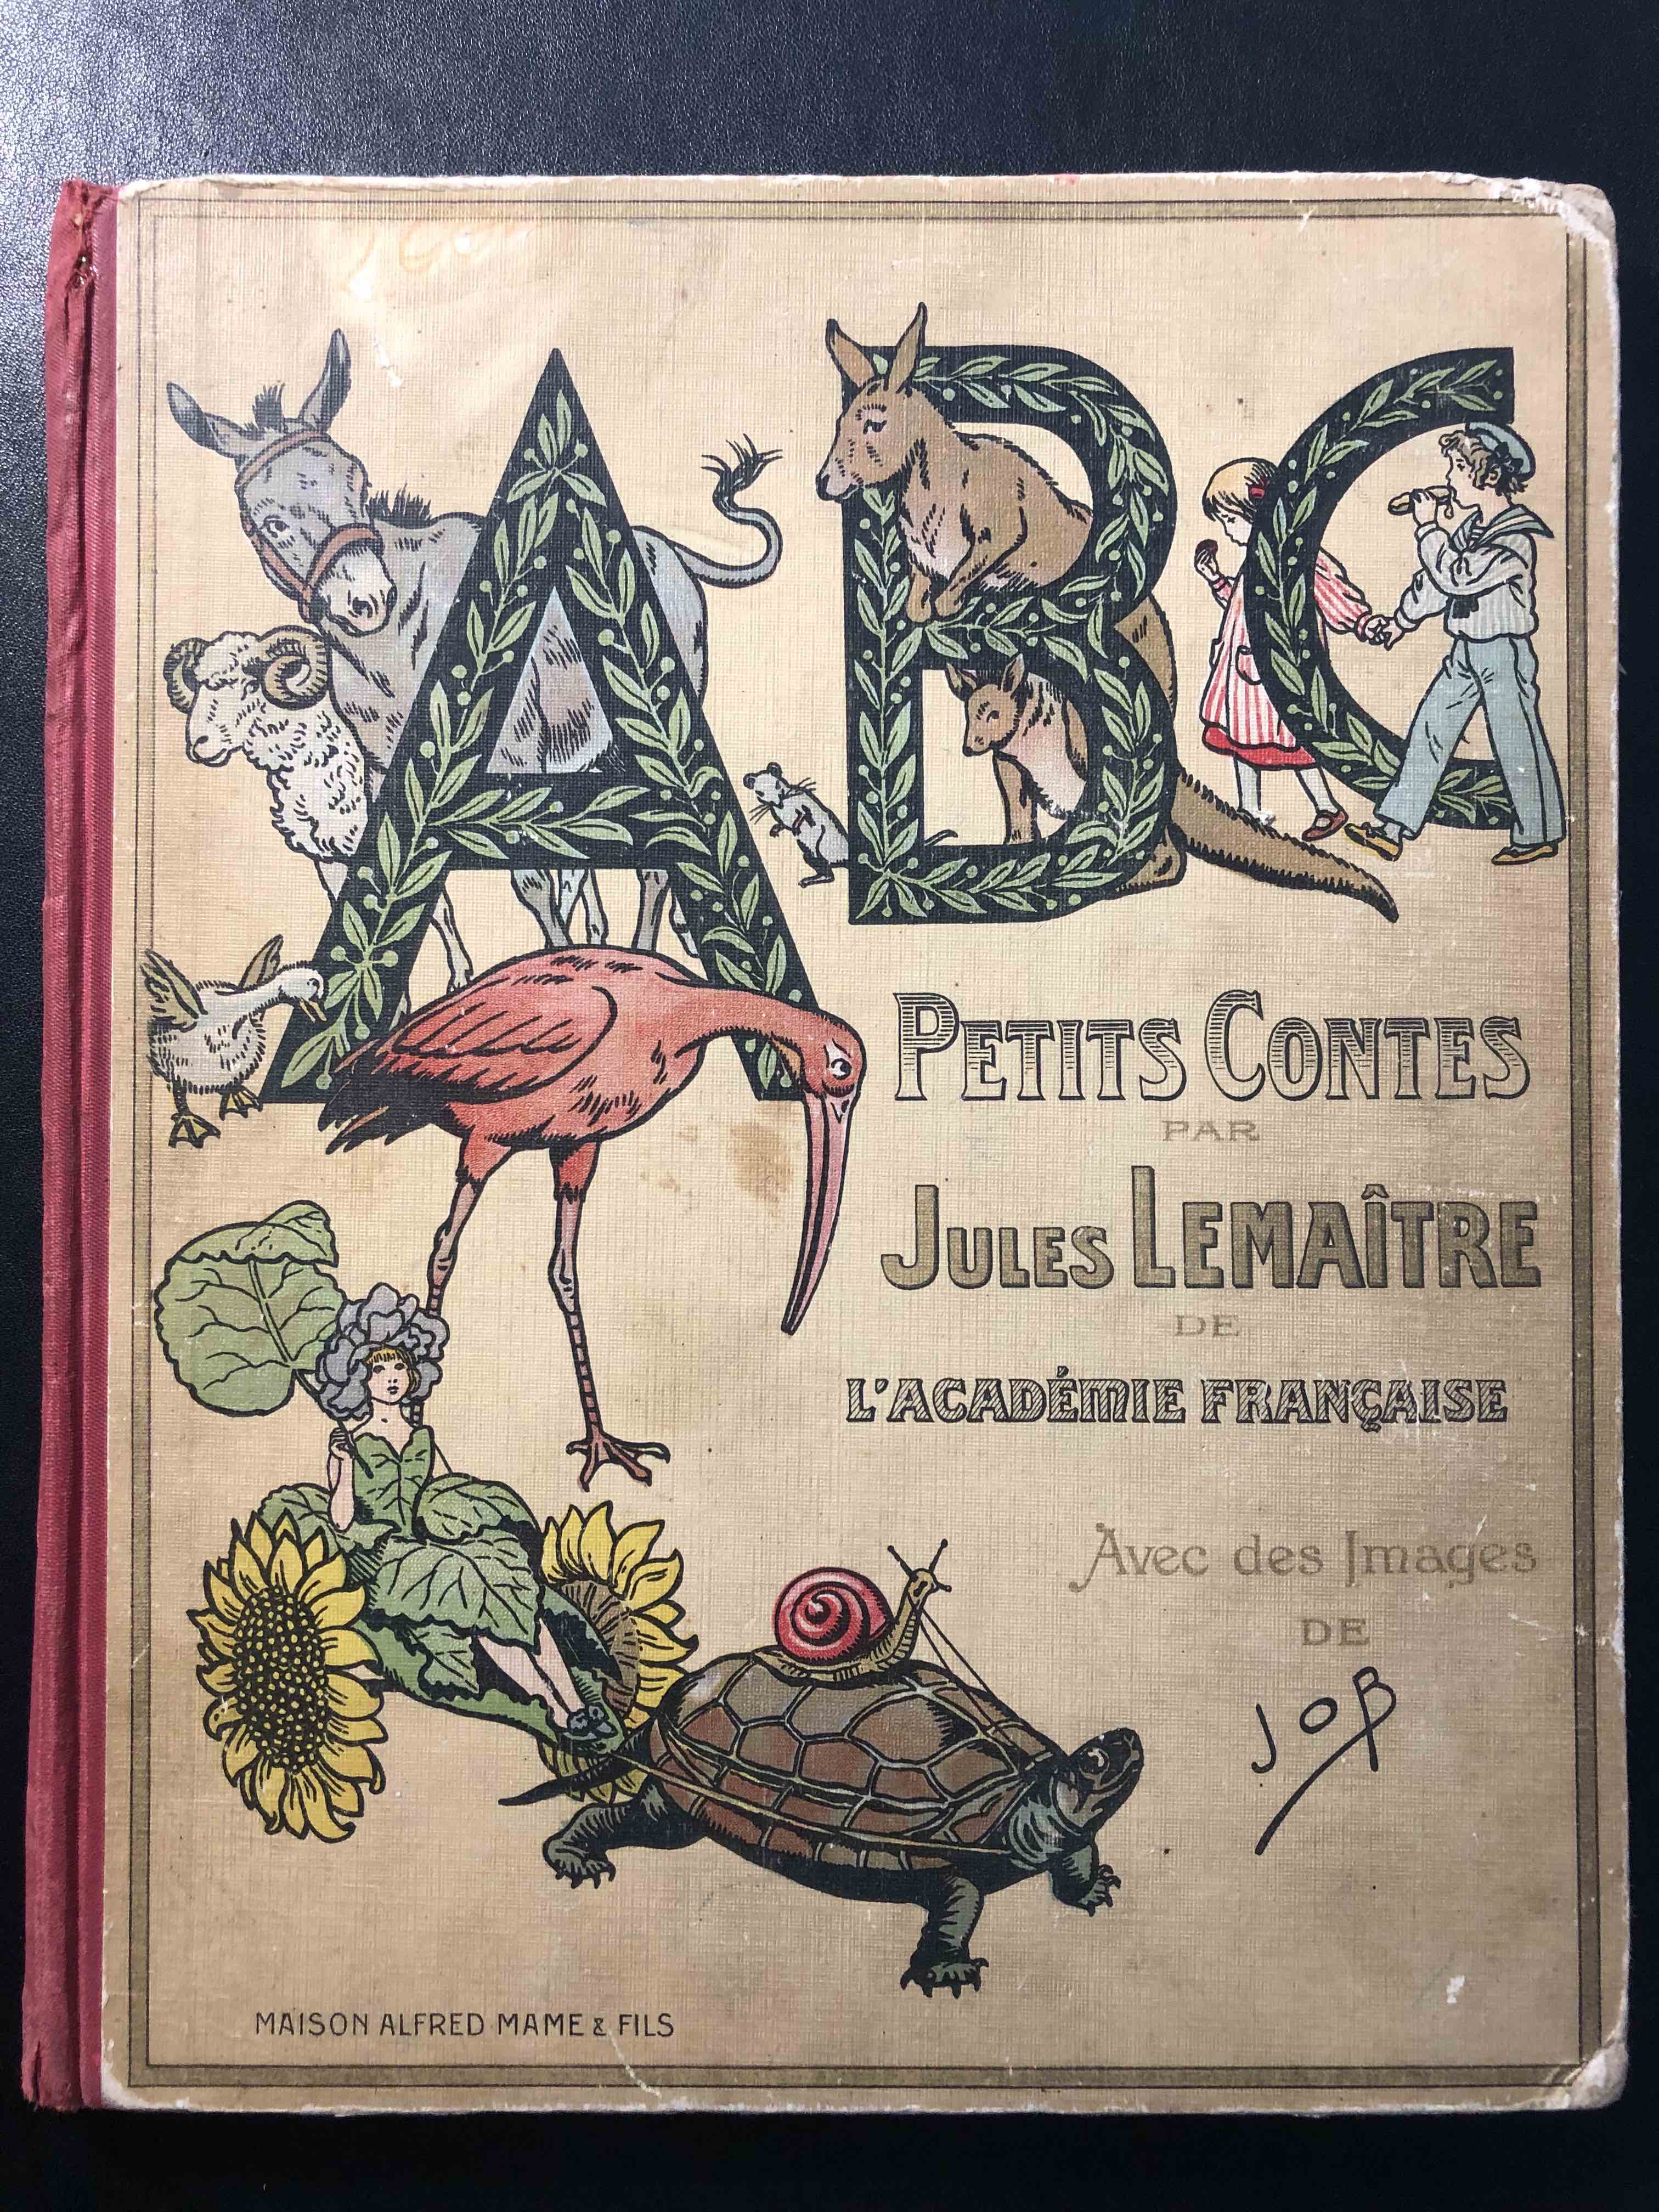 ABC
PETITS CONTES
PAR
JULES LEMAÎTRE
DE
L'ACADÉMIE FRANÇAISE
Avec des Images
DE
JOB
MAISON ALFRED MAME & FILS